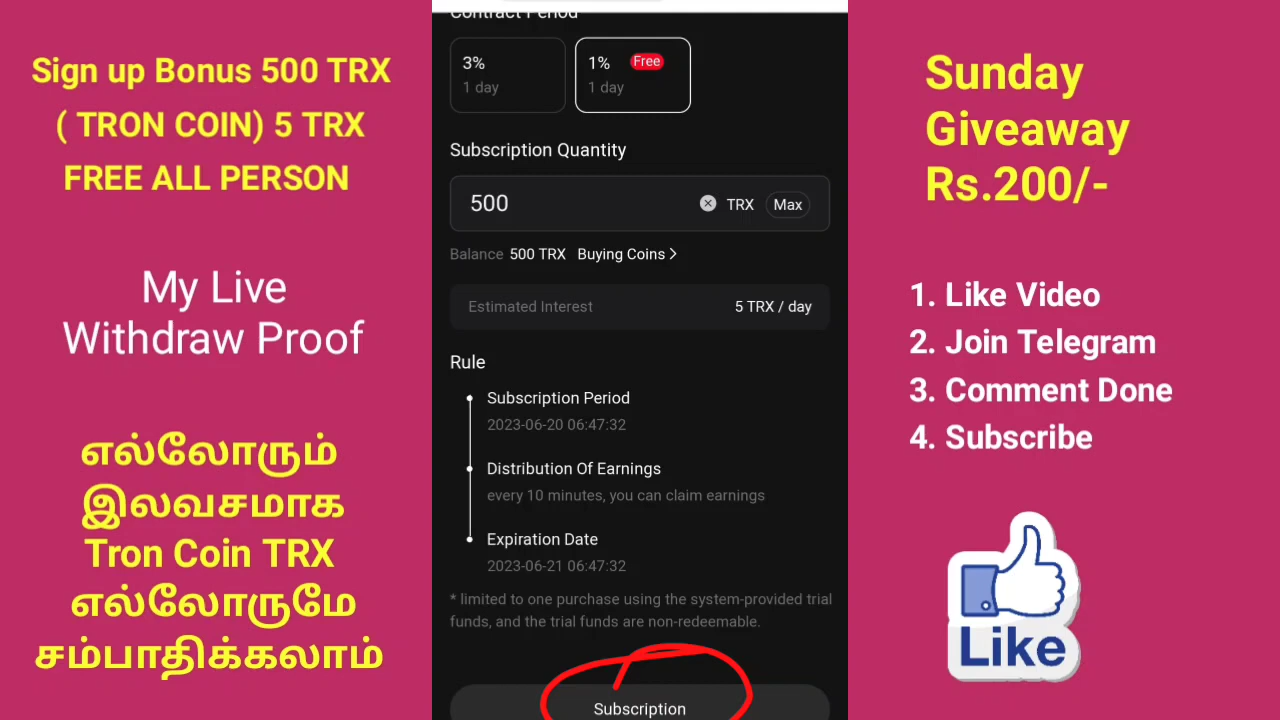 Sign up Bonus 500 TRX
( TRON COIN) 5 TRX
FREE ALL PERSON
My Live
Withdraw Proof
எல்லோரும்
இலவசமாக
Tron Coin TRX
எல்லோருமே
சம்பாதிக்கலாம்
Contract Period
3%
1 day
1% Free
1 day
Subscription Quantity
500 TRX Max
Balance 500 TRX Buying Coins >
Estimated Interest 5 TRX / day
Rule
Subscription Period
2023-06-20 06:47:32
Distribution Of Earnings
every 10 minutes, you can claim earnings
Expiration Date
2023-06-21 06:47:32
* limited to one purchase using the system-provided trial
funds, and the trial funds are non-redeemable.
Subscription
Sunday
Giveaway
Rs.200/-
1. Like Video
2. Join Telegram
3. Comment Done
4. Subscribe
Like